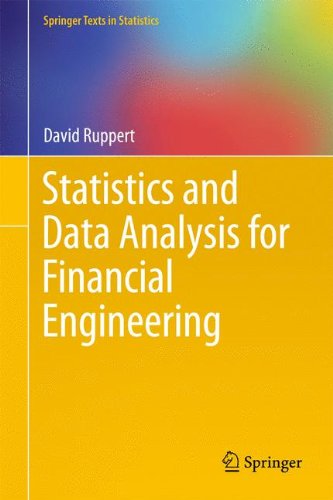 Springer Texts in Statistics
David Ruppert
Statistics and
Data Analysis for
Financial
Engineering
Springer